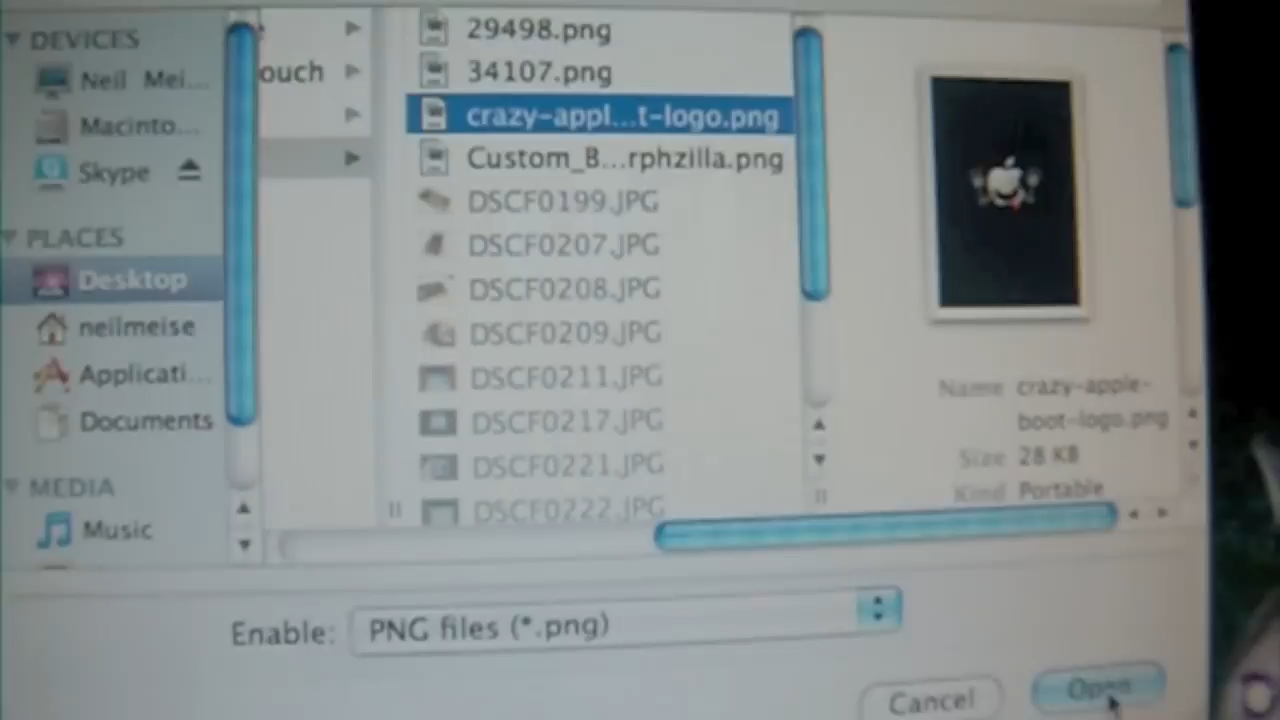 DEVICES
Neil Mei...
Macinto...
Skype
PLACES
Desktop
neilmeise
Applicati...
Documents
MEDIA
Music
ouch
29498.png
34107.png
crazy-appl...t-logo.png
Custom_B...rphzilla.png
DSCF0199.JPG
DSCF0207.JPG
DSCF0208.JPG
DSCF0209.JPG
DSCF0211.JPG
DSCF0217.JPG
DSCF0221.JPG
DSCF0222.JPG
Name crazy-apple-
boot-logo.png
Size 28 KB
Kind Portable
Enable: PNG files (*.png)
Cancel
Open